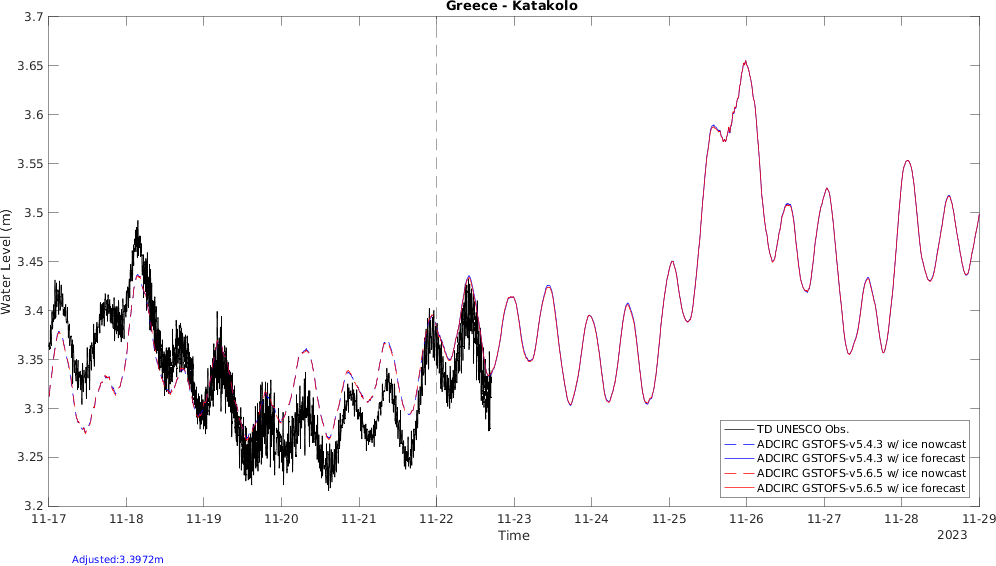 Greece - Katakolo
3.7
3.65
3.6
3.55
3.5
3.45
3.4
3.35
3.3
3.25
3.2
Water Level (m)
TD UNESCO Obs.
ADCIRC GSTOFS-v5.4.3 w/ ice nowcast
ADCIRC GSTOFS-v5.4.3 w/ ice forecast
ADCIRC GSTOFS-v5.6.5 w/ ice nowcast
ADCIRC GSTOFS-v5.6.5 w/ ice forecast
11-17 11-18 11-19 11-20 11-21 11-22 11-23 11-24 11-25 11-26 11-27 11-28 11-29
Time
2023
Adjusted:3.3972m